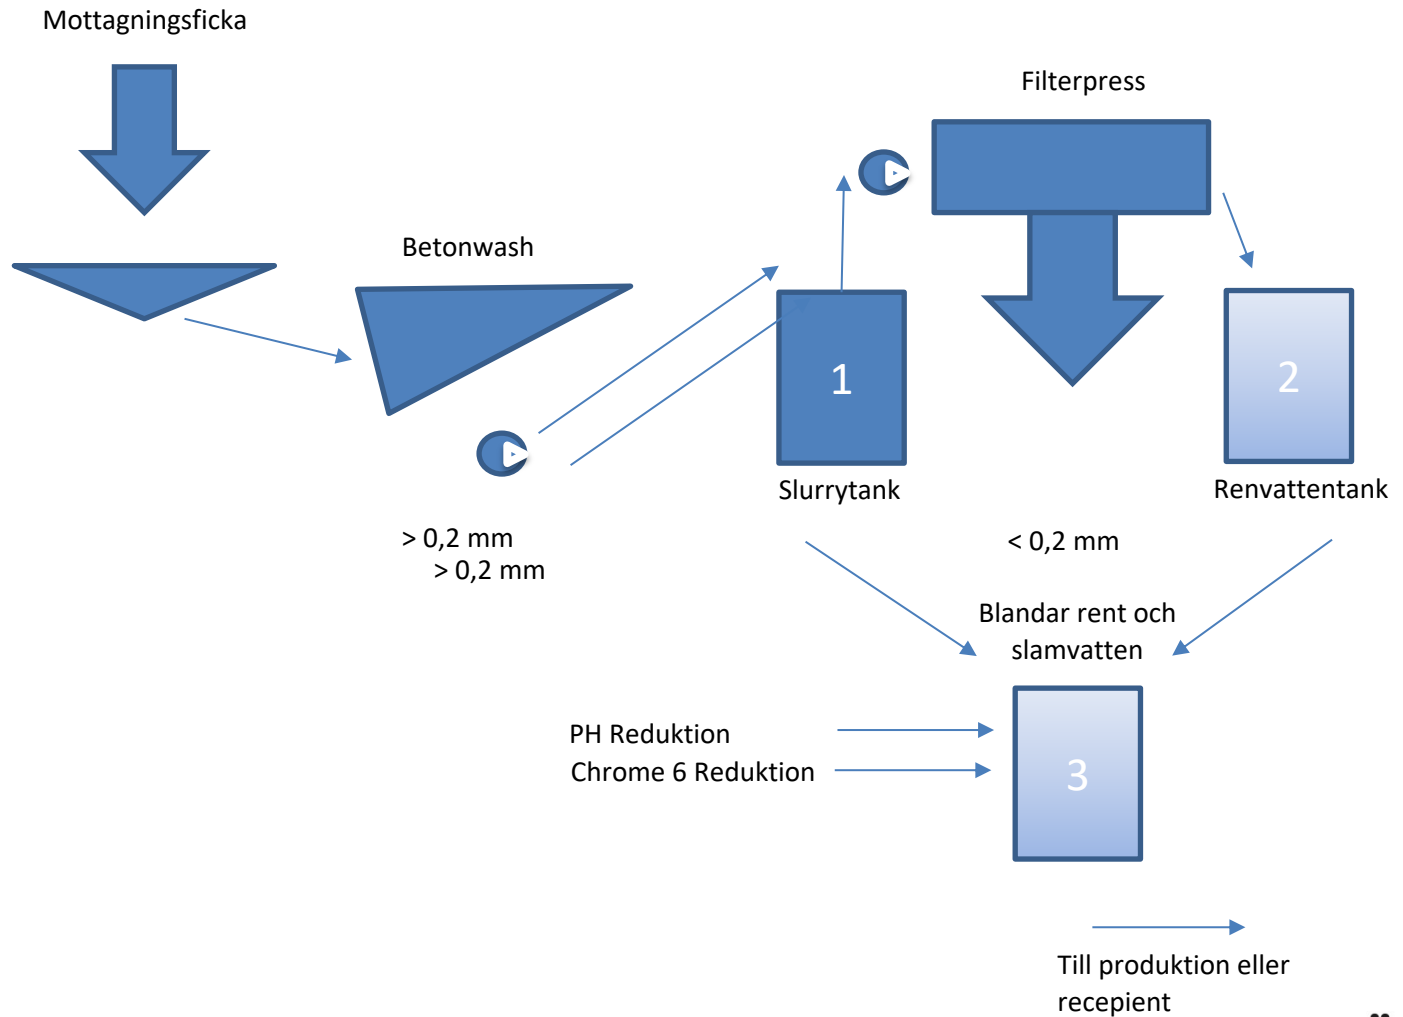 Mottagningsficka
Filterpress
Betonwash
1
2
Slurrytank
Renvattentank
> 0,2 mm
> 0,2 mm
< 0,2 mm
Blandar rent och
slamvatten
PH Reduktion
Chrome 6 Reduktion
3
Till produktion eller
recepient